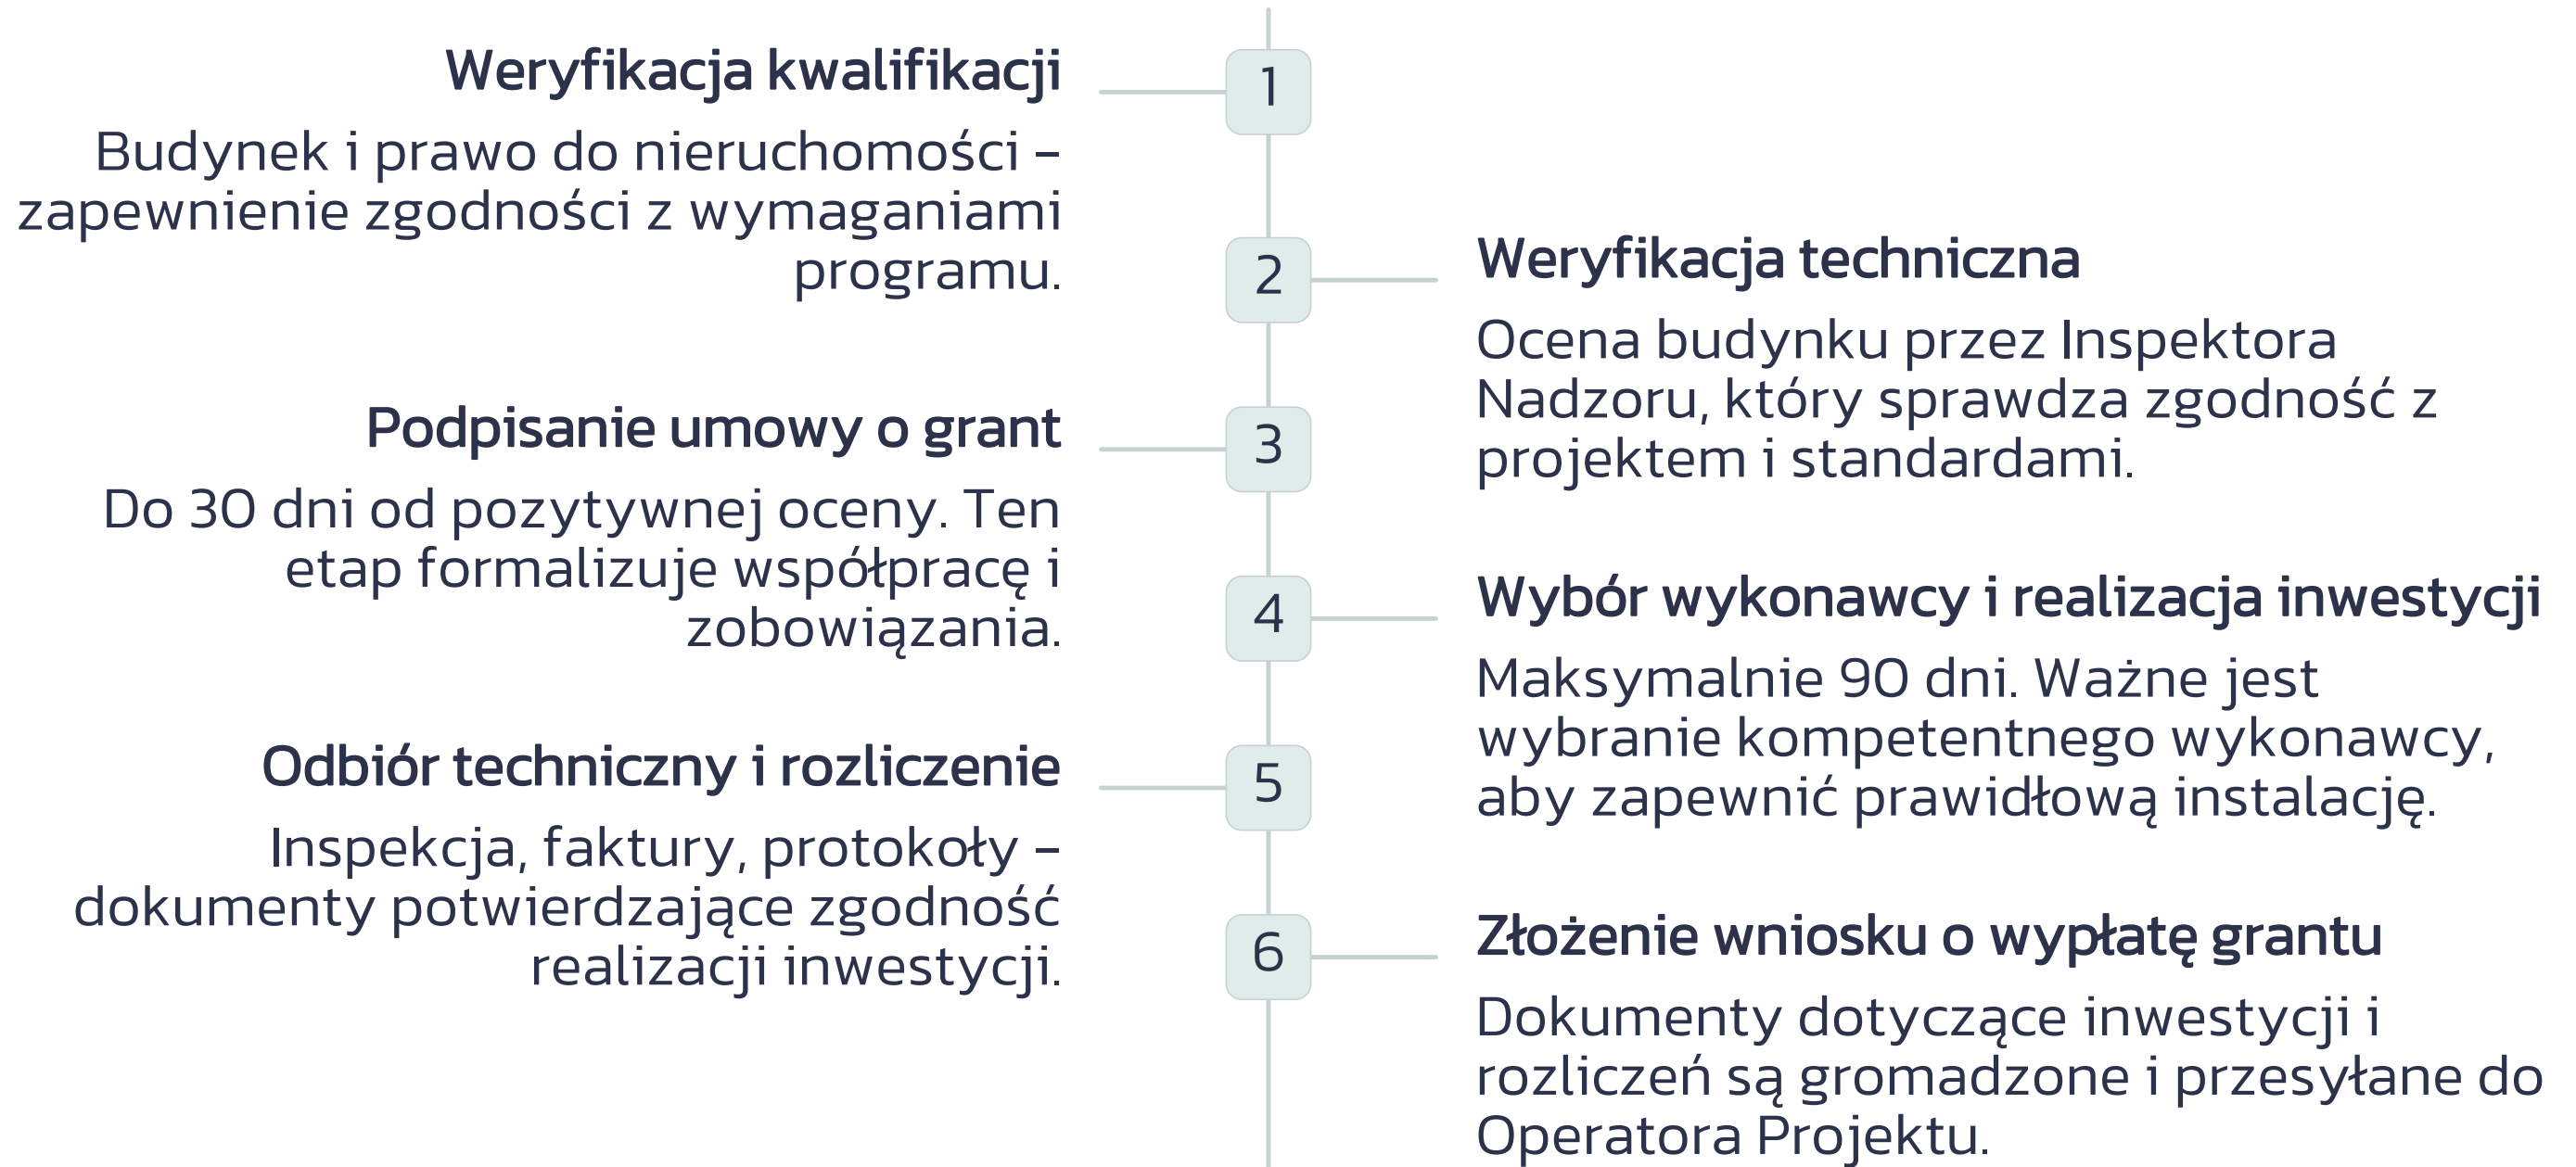 1
Weryfikacja kwalifikacji
Budynek i prawo do nieruchomości –
zapewnienie zgodności z wymaganiami
programu.
2
Weryfikacja techniczna
Ocena budynku przez Inspektora
Nadzoru, który sprawdza zgodność z
projektem i standardami.
3
Podpisanie umowy o grant
Do 30 dni od pozytywnej oceny. Ten
etap formalizuje współpracę i
zobowiązania.
4
Wybór wykonawcy i realizacja inwestycji
Maksymalnie 90 dni. Ważne jest
wybranie kompetentnego wykonawcy,
aby zapewnić prawidłową instalację.
5
Odbiór techniczny i rozliczenie
Inspekcja, faktury, protokoły –
dokumenty potwierdzające zgodność
realizacji inwestycji.
6
Złożenie wniosku o wypłatę grantu
Dokumenty dotyczące inwestycji i
rozliczeń są gromadzone i przesyłane do
Operatora Projektu.